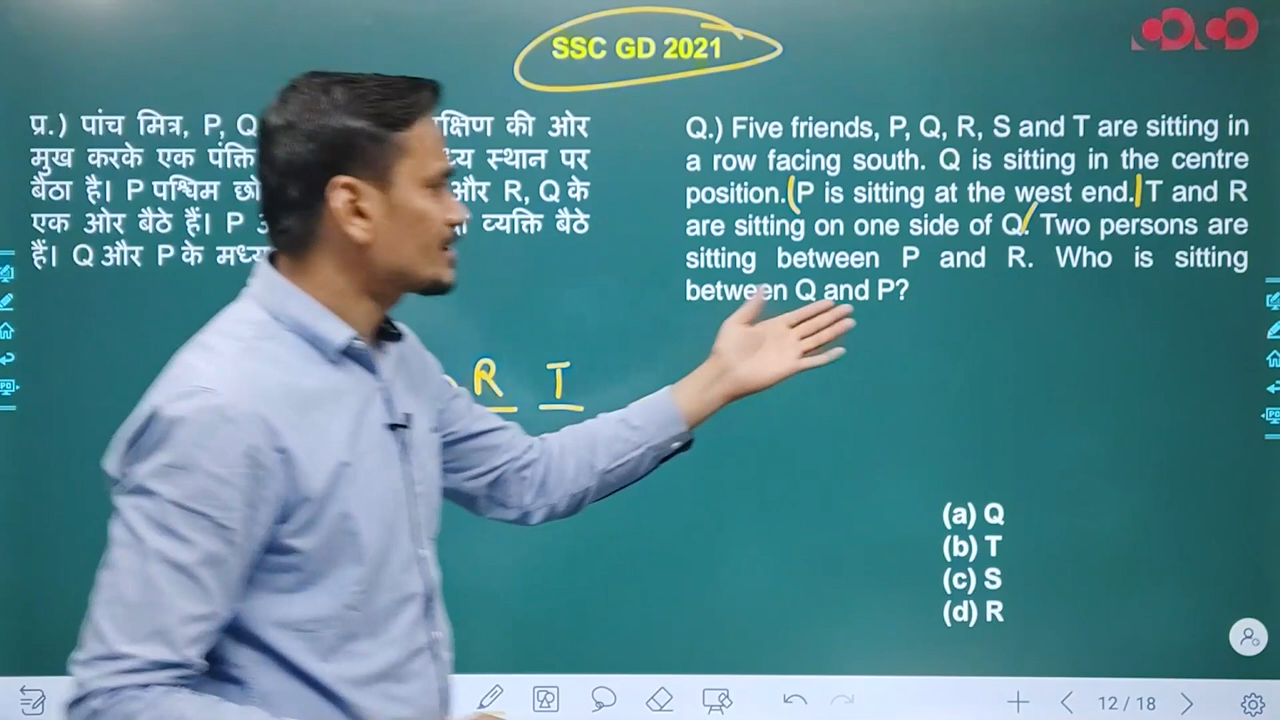 SSC GD 2021
प्र.) पांच मित्र, P, Q
क्षिण की ओर
मुख करके एक पंक्ति
स्थान पर
बैठा है। P पश्चिम
और R, Q के
एक ओर बैठे हैं। P
व्यक्ति बैठे
हैं। Q और P के
Q.) Five friends, P, Q, R, S and T are sitting in
a row facing south. Q is sitting in the centre
position. P is sitting at the west end. T and R
are sitting on one side of Q. Two persons are
sitting between P and R. Who is sitting
between Q and P?
R T
(a) Q
(b) T
(c) S
(d) R
12 / 18